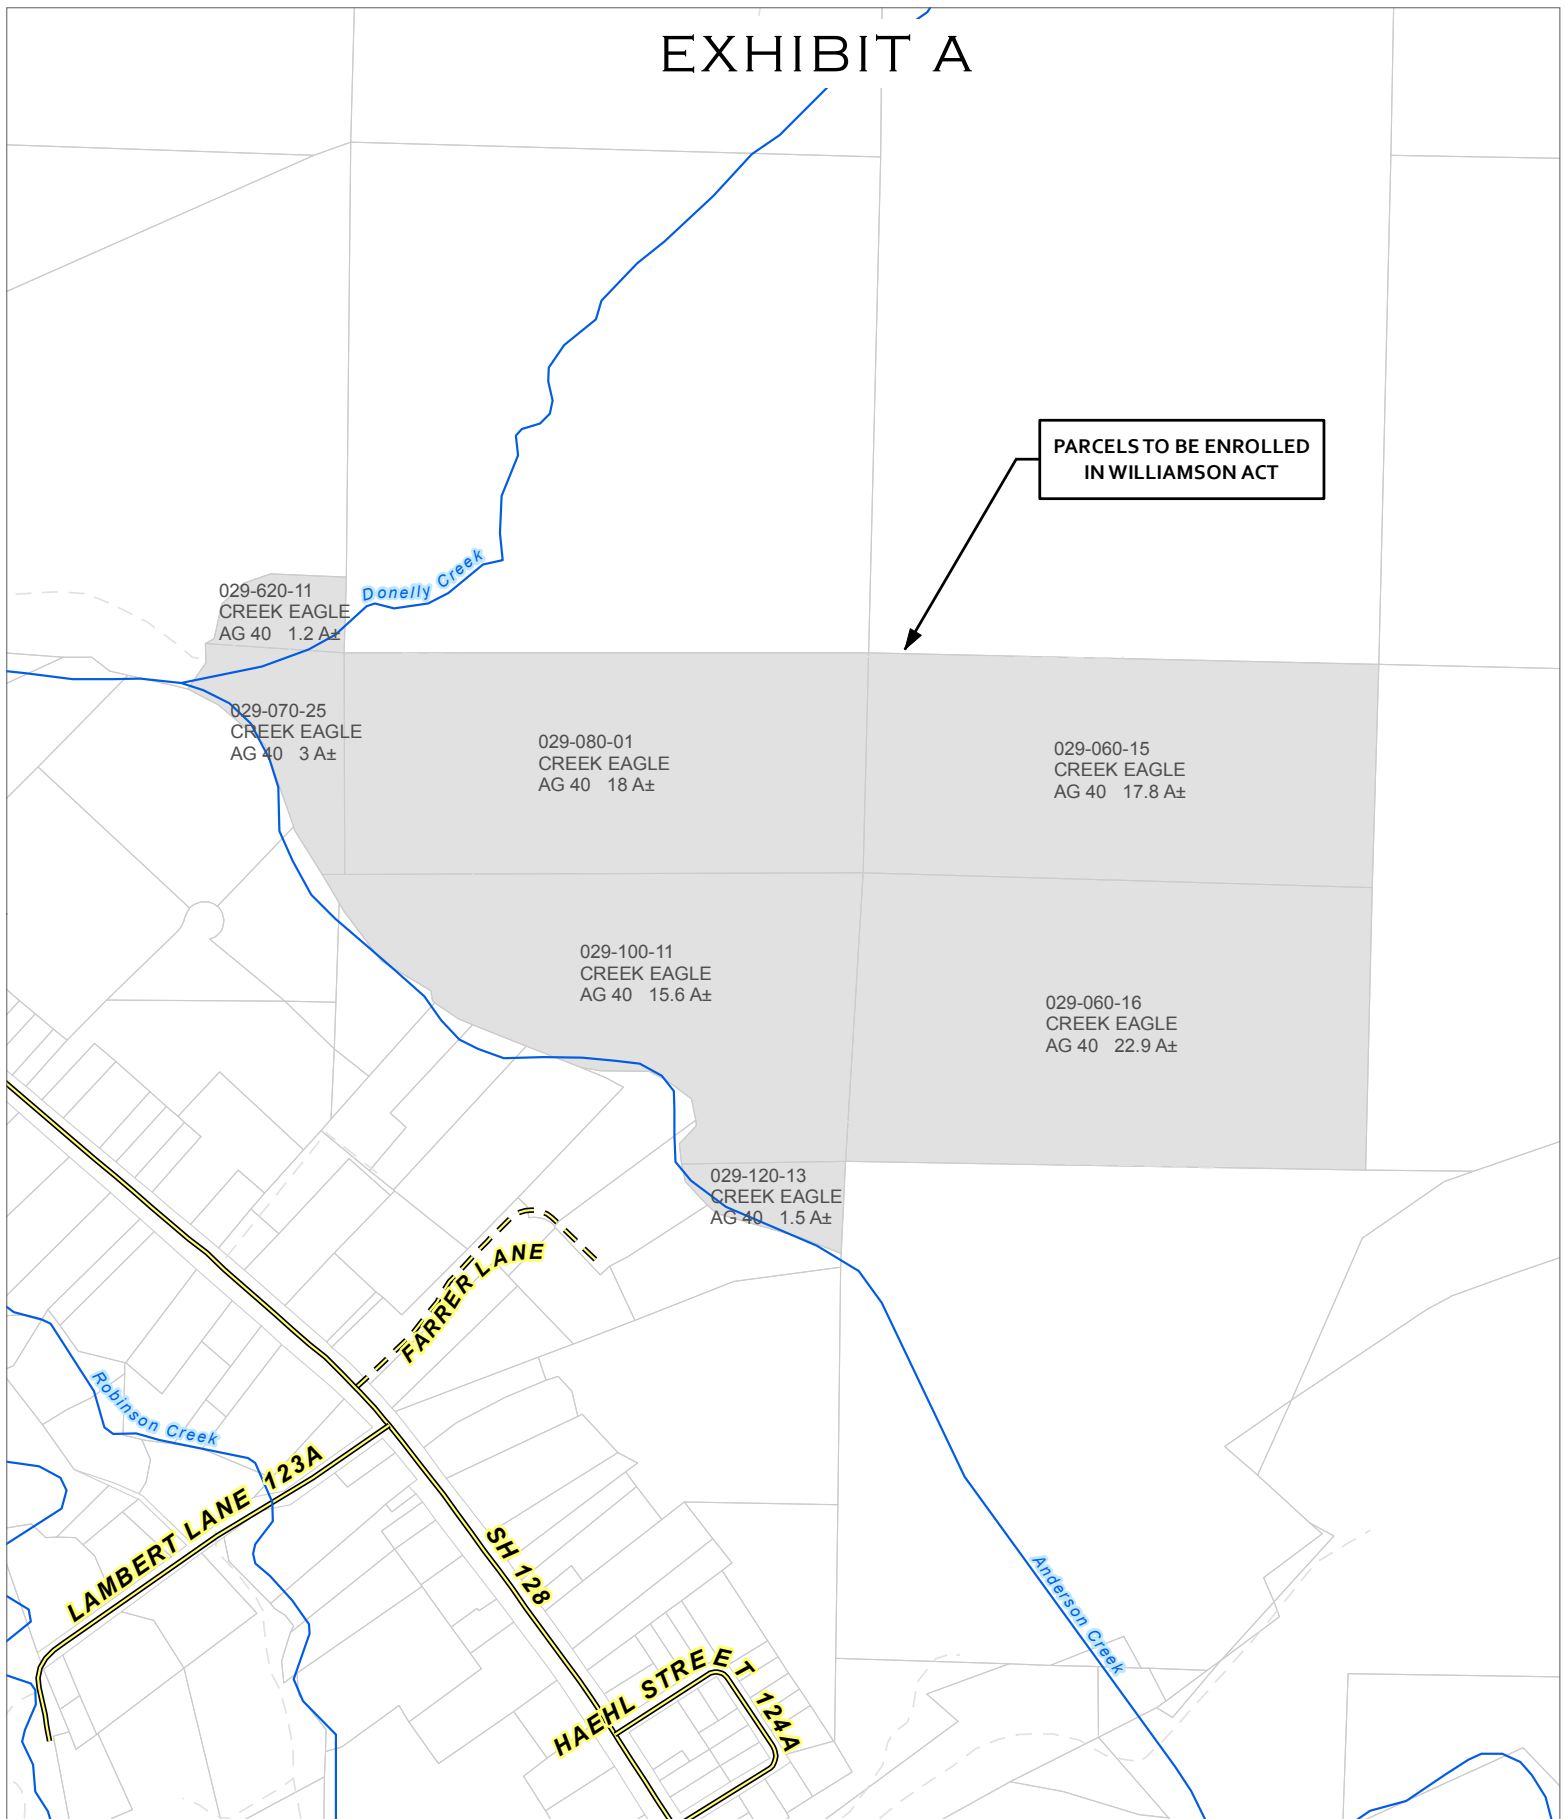 EXHIBIT A
PARCELS TO BE ENROLLED
IN WILLIAMSON ACT
Donelly Creek
029-620-11
CREEK EAGLE
AG 40 1.2 A±
029-070-25
CREEK EAGLE
AG 40 3 A±
029-080-01
CREEK EAGLE
AG 40 18 A±
029-060-15
CREEK EAGLE
AG 40 17.8 A±
029-100-11
CREEK EAGLE
AG 40 15.6 A±
029-060-16
CREEK EAGLE
AG 40 22.9 A±
029-120-13
CREEK EAGLE
AG 40 1.5 A±
FARRER LANE
Robinson Creek
LAMBERT LANE 123A
SH 128
Anderson Creek
HAEHL STREET 124A